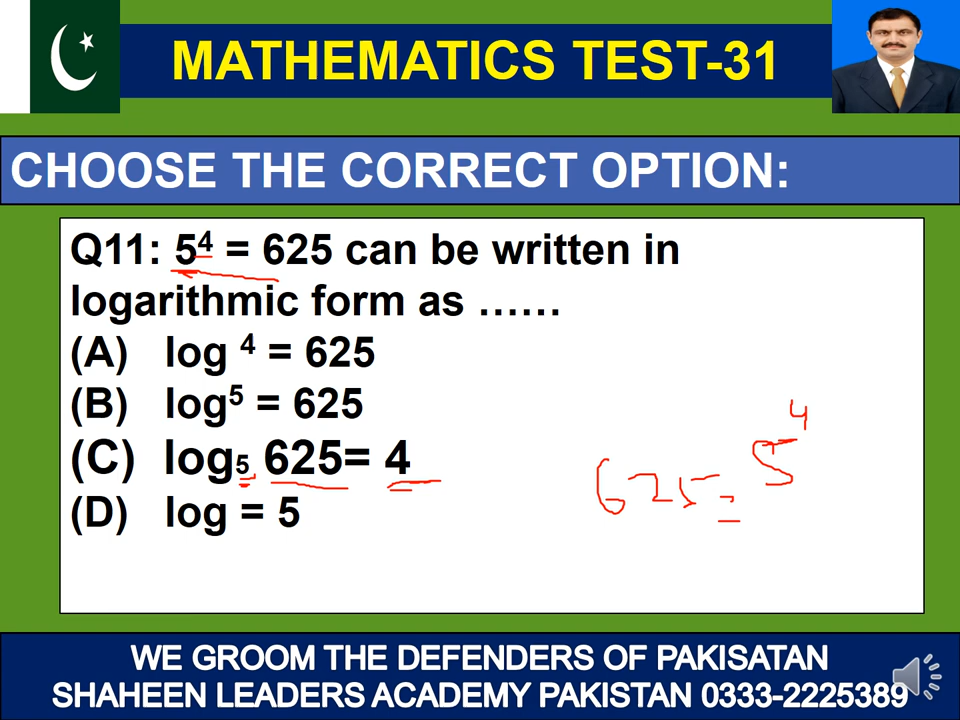 MATHEMATICS TEST-31
CHOOSE THE CORRECT OPTION:
Q11: 5⁴ = 625 can be written in
logarithmic form as ……
(A) log ⁴ = 625
(B) log⁵ = 625
(C) log₅ 625= 4
(D) log = 5
625 = 5⁴
WE GROOM THE DEFENDERS OF PAKISATAN
SHAHEEN LEADERS ACADEMY PAKISTAN 0333-2225389